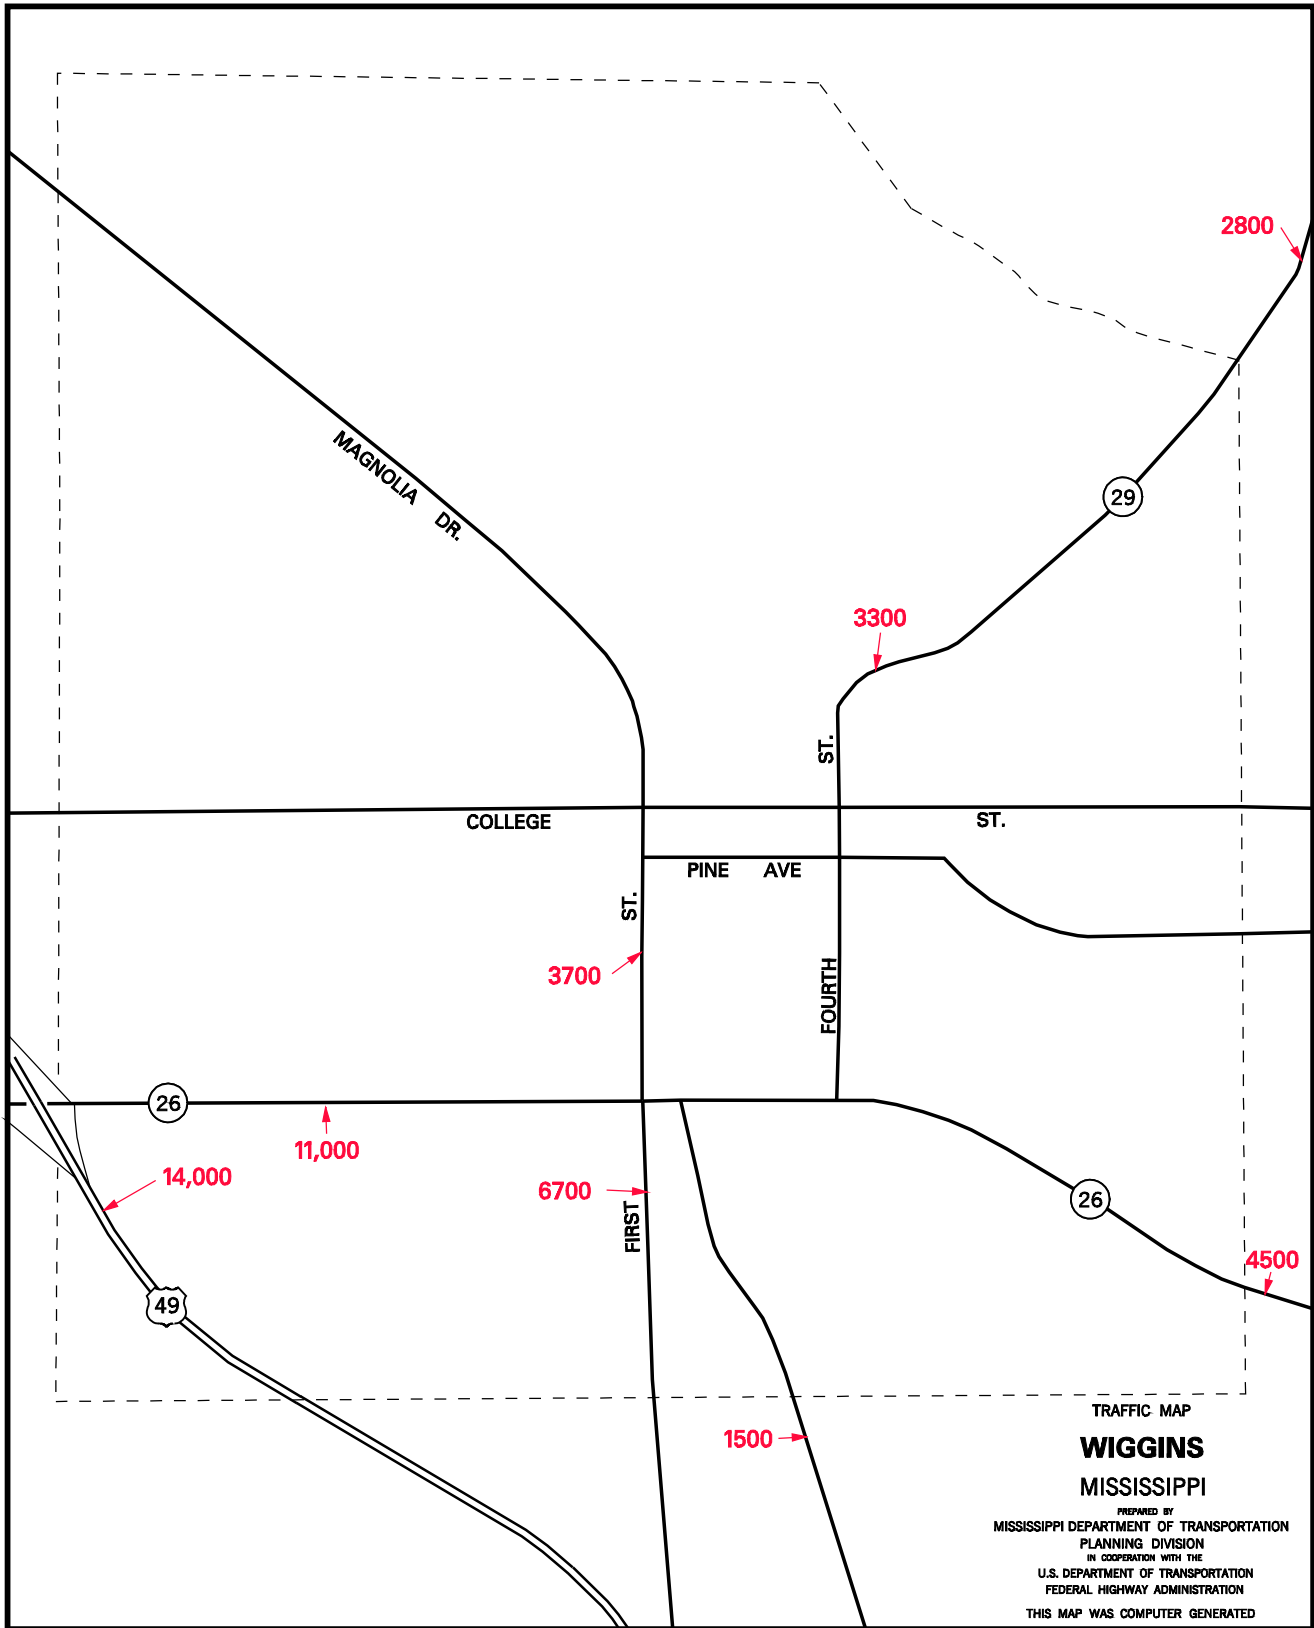 2800
MAGNOLIA DR.
29
3300
ST.
COLLEGE ST.
PINE AVE
ST.
3700
FOURTH
26
11,000
14,000
6700
FIRST
26
4500
49
1500
TRAFFIC MAP
WIGGINS
MISSISSIPPI
PREPARED BY
MISSISSIPPI DEPARTMENT OF TRANSPORTATION
PLANNING DIVISION
IN COOPERATION WITH THE
U.S. DEPARTMENT OF TRANSPORTATION
FEDERAL HIGHWAY ADMINISTRATION
THIS MAP WAS COMPUTER GENERATED